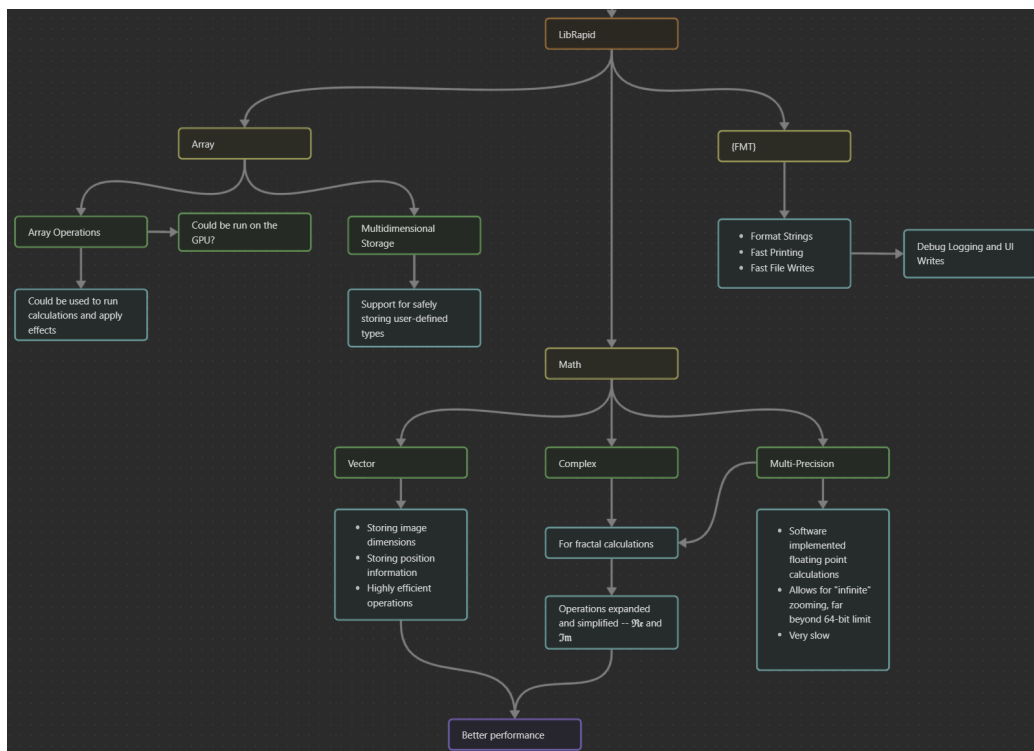 LibRapid
Array
{FMT}
Array Operations
Could be run on the
GPU?
Multidimensional
Storage
• Format Strings
• Fast Printing
• Fast File Writes
Debug Logging and UI
Writes
Could be used to run
calculations and apply
effects
Support for safely
storing user-defined
types
Math
Vector
Complex
Multi-Precision
• Storing image
dimensions
• Storing position
information
• Highly efficient
operations
For fractal calculations
• Software
implemented
floating point
calculations
• Allows for "infinite"
zooming, far
beyond 64-bit limit
• Very slow
Operations expanded
and simplified -- ℜ𝔢 and
ℑ𝔪
Better performance